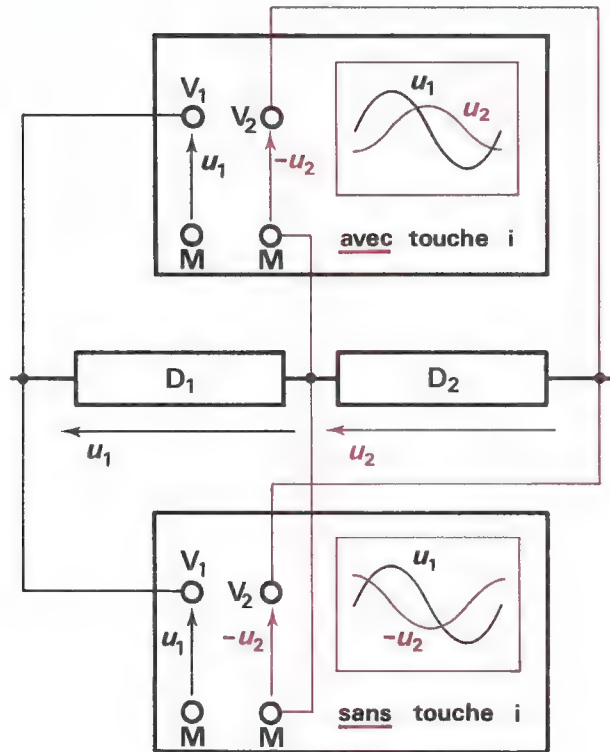 V₁
V₂
u₁
-u₂
M
M
u₁
u₂
avec touche i
D₁
D₂
u₁
u₂
V₁
V₂
u₁
-u₂
M
M
u₁
-u₂
sans touche i